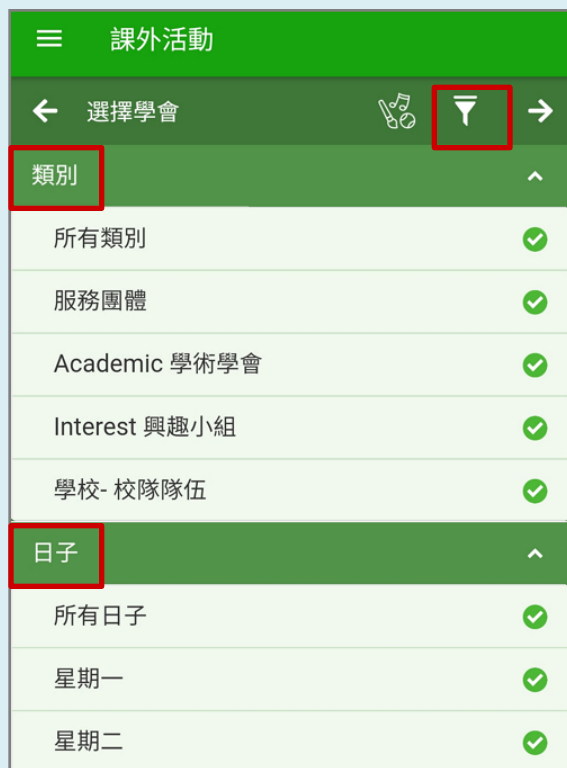 課外活動
選擇學會
類別
所有類別
服務團體
Academic 學術學會
Interest 興趣小組
學校- 校隊隊伍
日子
所有日子
星期一
星期二